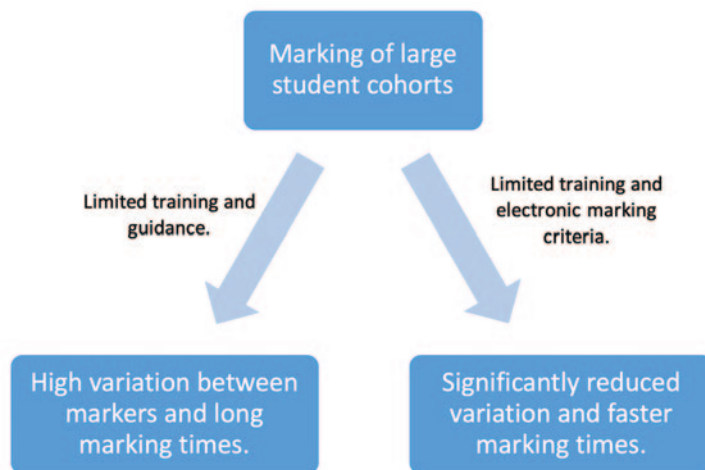 Marking of large
student cohorts
Limited training and
guidance.
Limited training and
electronic marking
criteria.
High variation between
markers and long
marking times.
Significantly reduced
variation and faster
marking times.